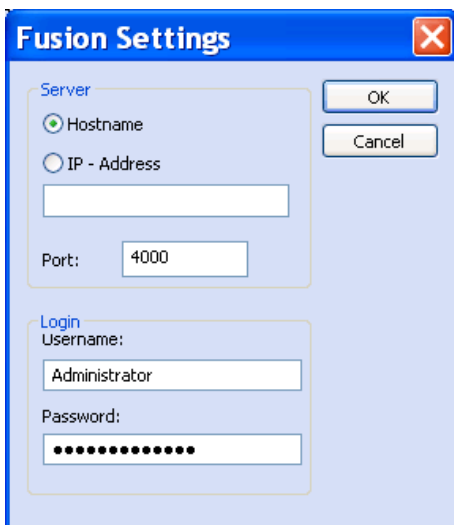 Fusion Settings
Server
OK
Hostname
Cancel
IP - Address
Port:
4000
Login
Username:
Administrator
Password:
●●●●●●●●●●●●●